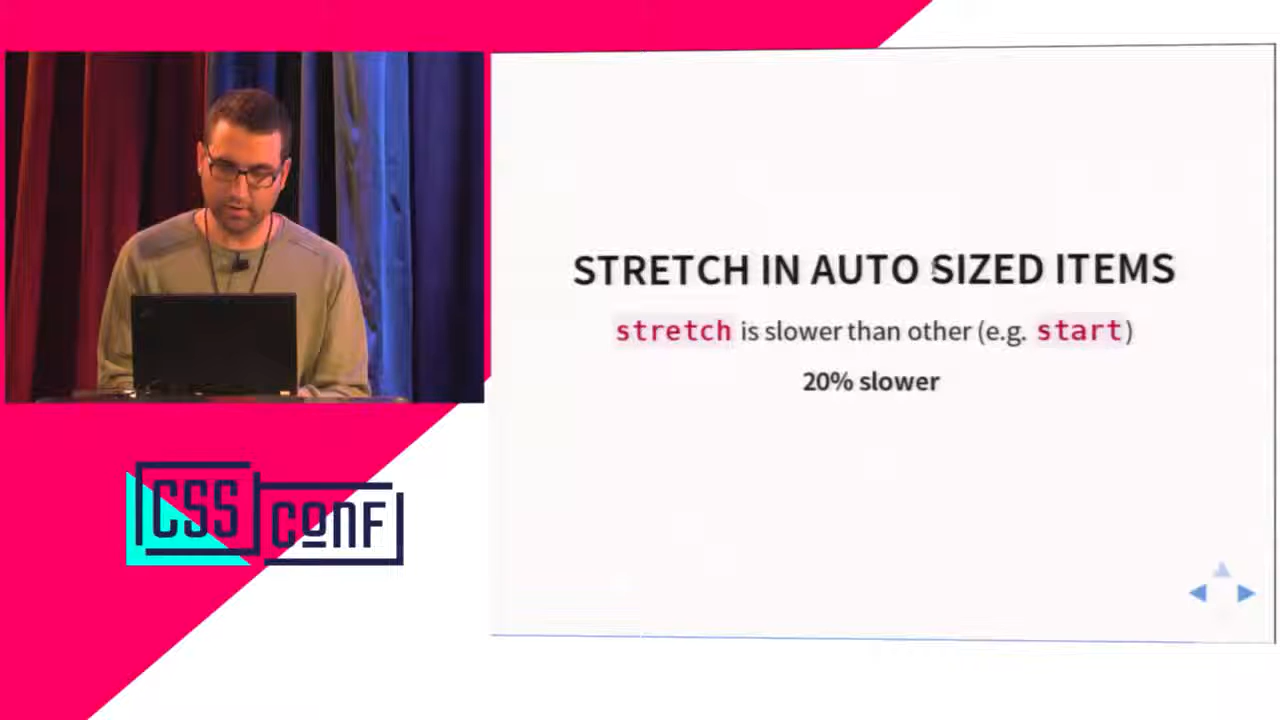 STRETCH IN AUTO SIZED ITEMS
stretch is slower than other (e.g. start)
20% slower
CSS
CONF